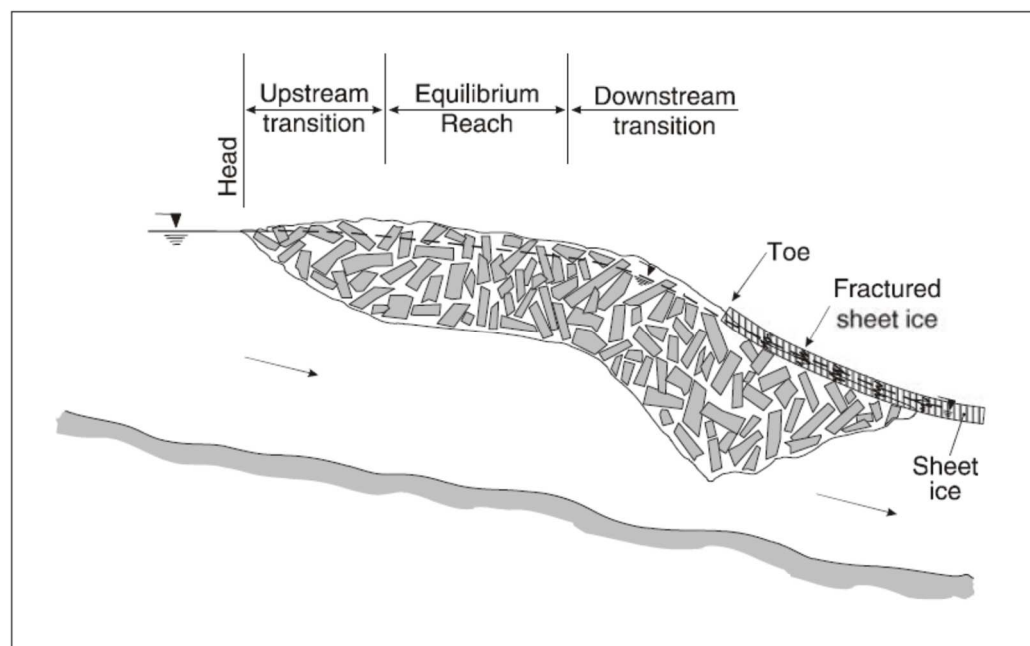 Upstream
transition
Equilibrium
Reach
Downstream
transition
Head
Toe
Fractured
sheet ice
Sheet
ice